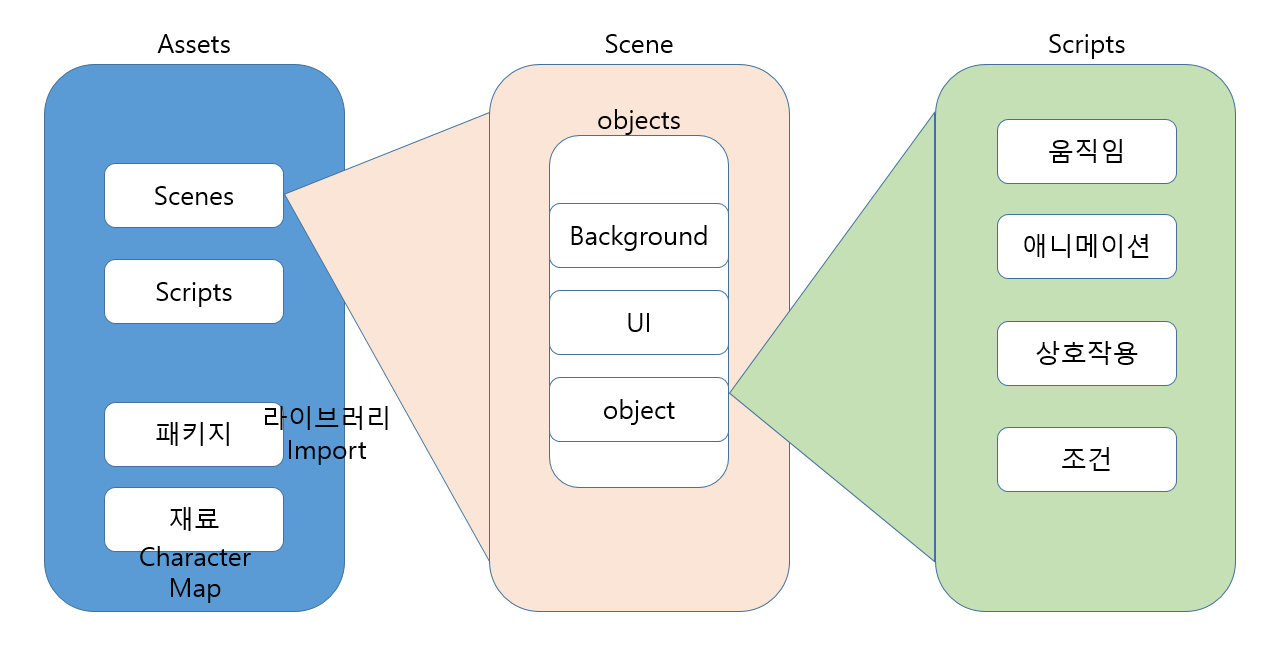 Assets
Scenes
Scripts
패키지
라이브러리
Import
재료
Character
Map
Scene
objects
Background
UI
object
Scripts
움직임
애니메이션
상호작용
조건